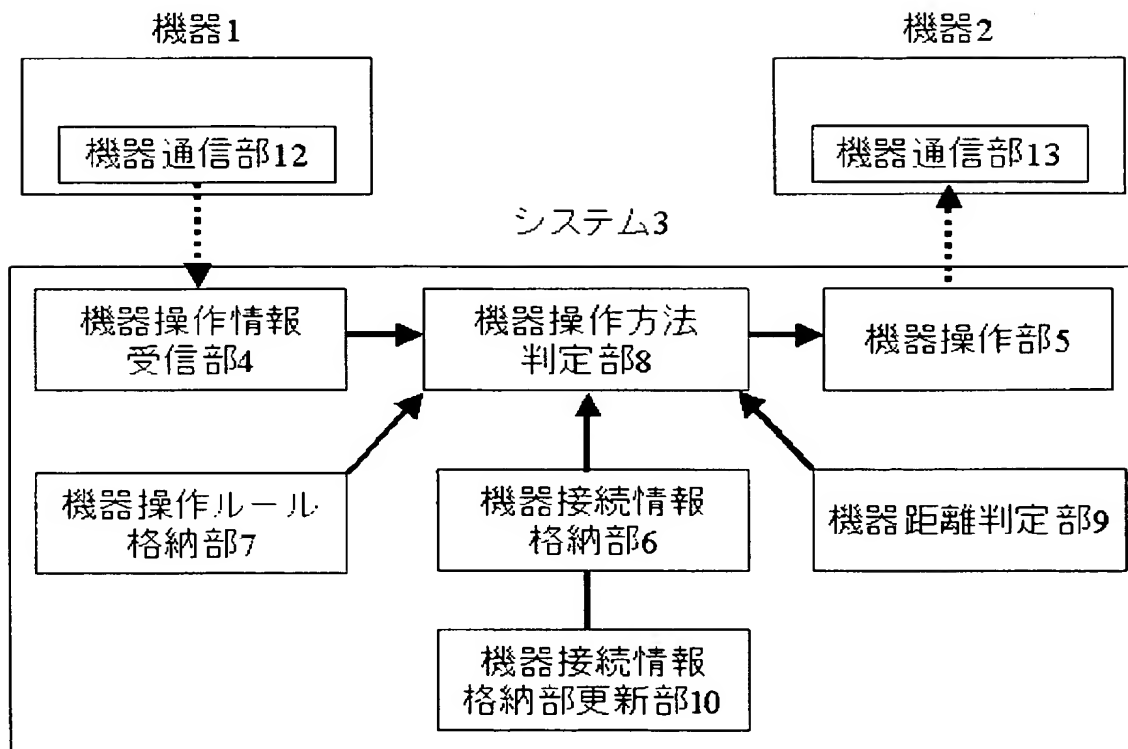 機器1
機器2
機器通信部12
機器通信部13
システム3
機器操作情報
受信部4
機器操作方法
判定部8
機器操作部5
機器操作ルール
格納部7
機器接続情報
格納部6
機器距離判定部9
機器接続情報
格納部更新部10